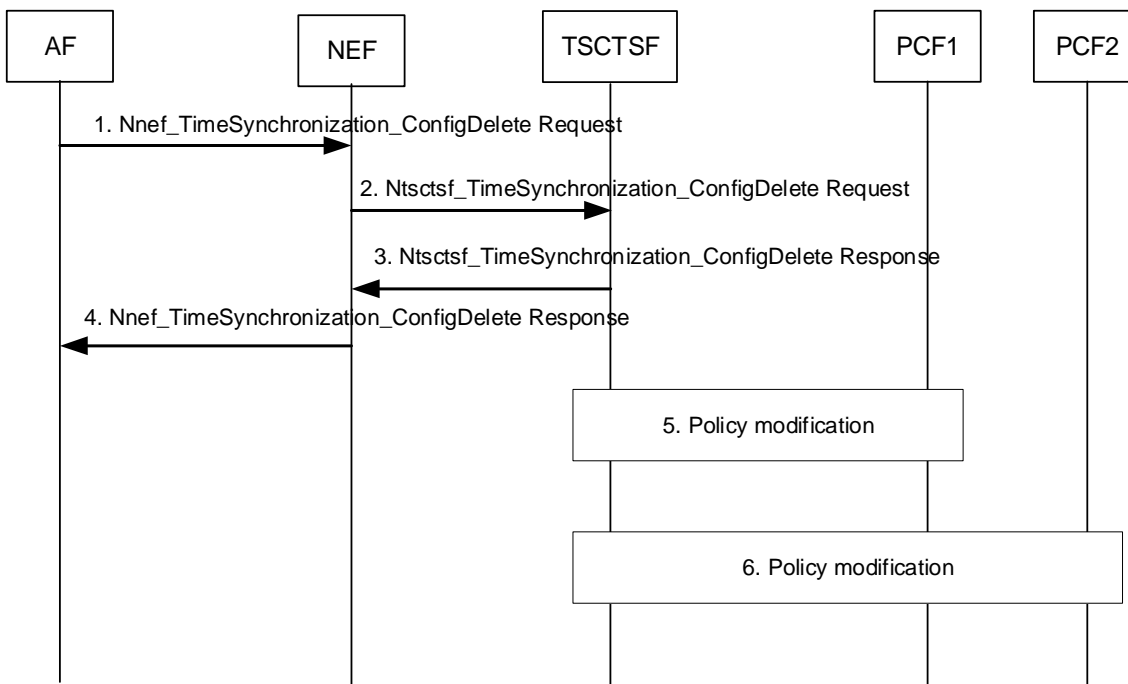 AF
NEF
TSCTSF
PCF1
PCF2
1. Nnef_TimeSynchronization_ConfigDelete Request
2. Ntsctsf_TimeSynchronization_ConfigDelete Request
3. Ntsctsf_TimeSynchronization_ConfigDelete Response
4. Nnef_TimeSynchronization_ConfigDelete Response
5. Policy modification
6. Policy modification